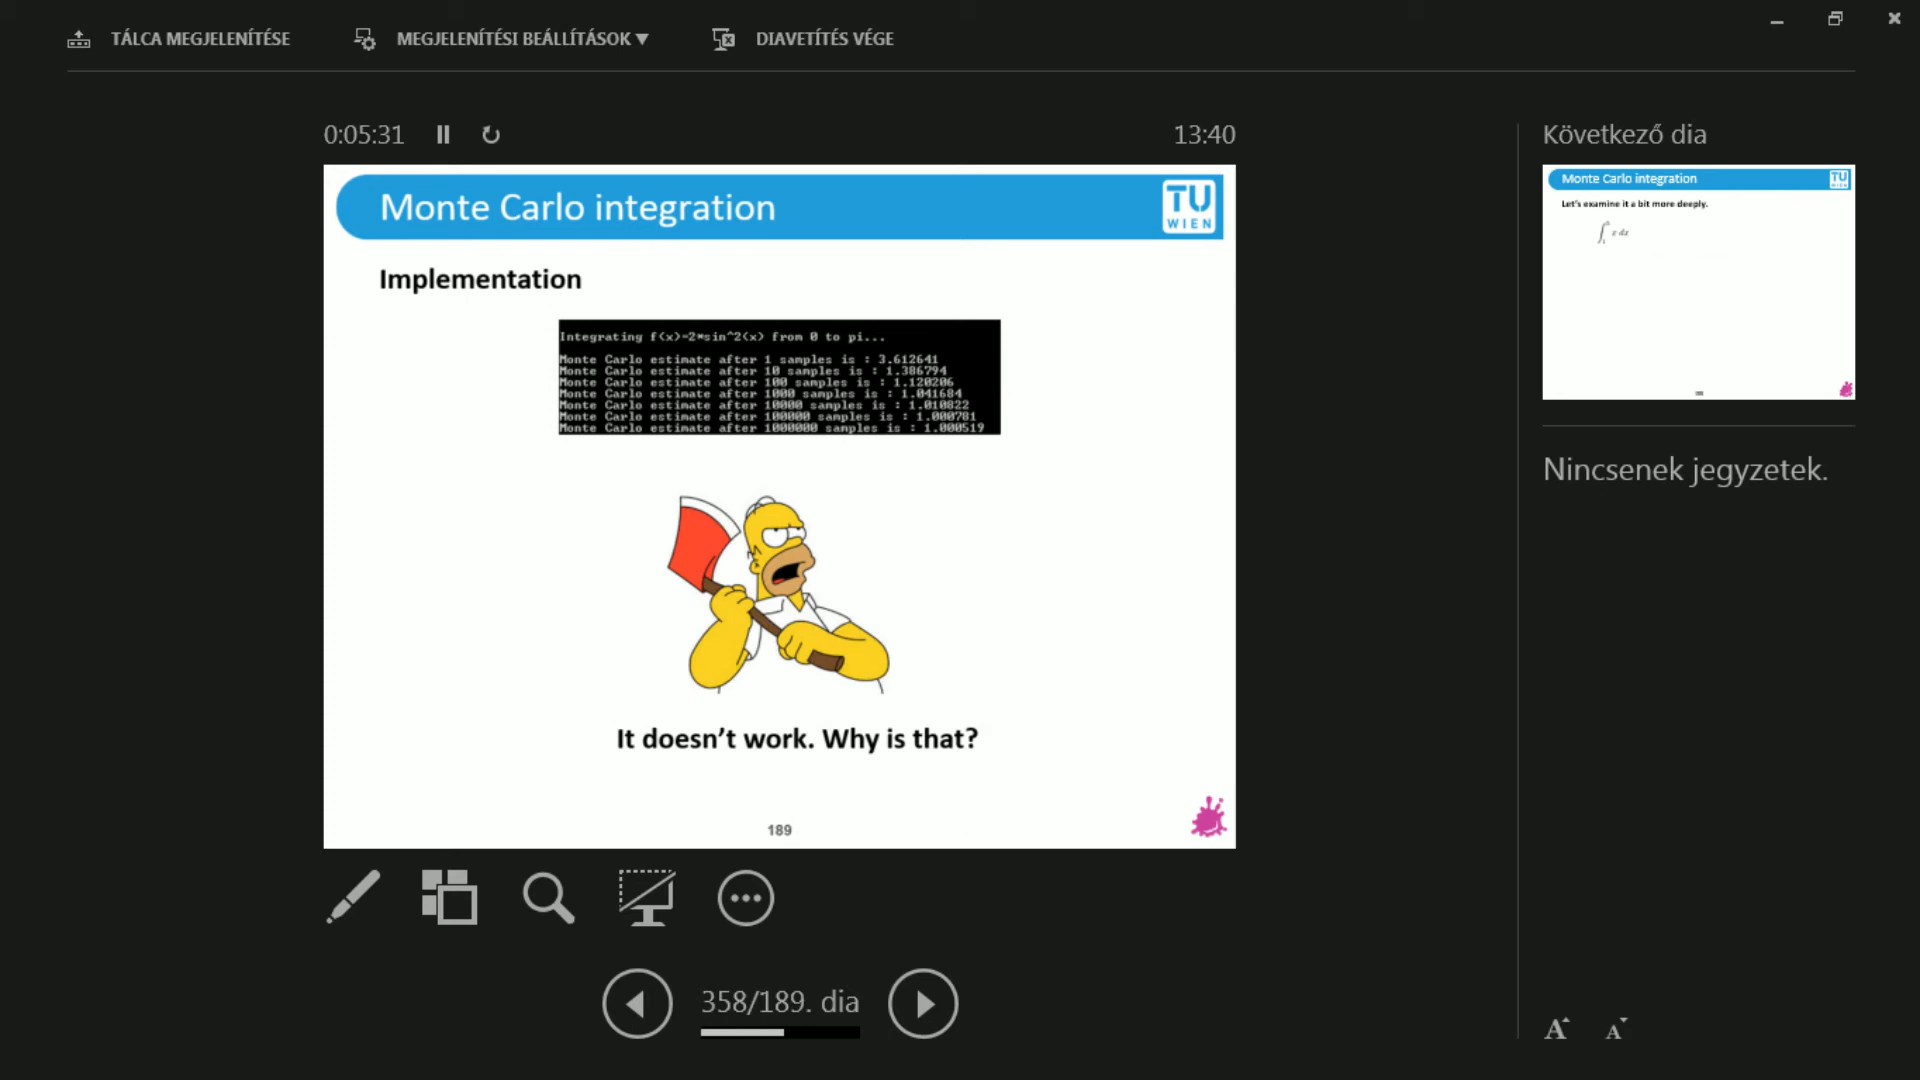 TÁLCA MEGJELENÍTÉSE
MEGJELENÍTÉSI BEÁLLÍTÁSOK ▼
DIAVETÍTÉS VÉGE
0:05:31
13:40
Monte Carlo integration
TU
WIEN
Implementation
Integrating f(x)=2*sin^2(x) from 0 to pi...
Monte Carlo estimate after 1 samples is : 3.612641
Monte Carlo estimate after 10 samples is : 1.386794
Monte Carlo estimate after 100 samples is : 1.120206
Monte Carlo estimate after 1000 samples is : 1.041684
Monte Carlo estimate after 10000 samples is : 1.010822
Monte Carlo estimate after 100000 samples is : 1.000781
Monte Carlo estimate after 1000000 samples is : 1.000519
It doesn't work. Why is that?
189
358/189. dia
Következő dia
Monte Carlo integration
TU
WIEN
Let's examine it a bit more deeply.
Nincsenek jegyzetek.
A
A